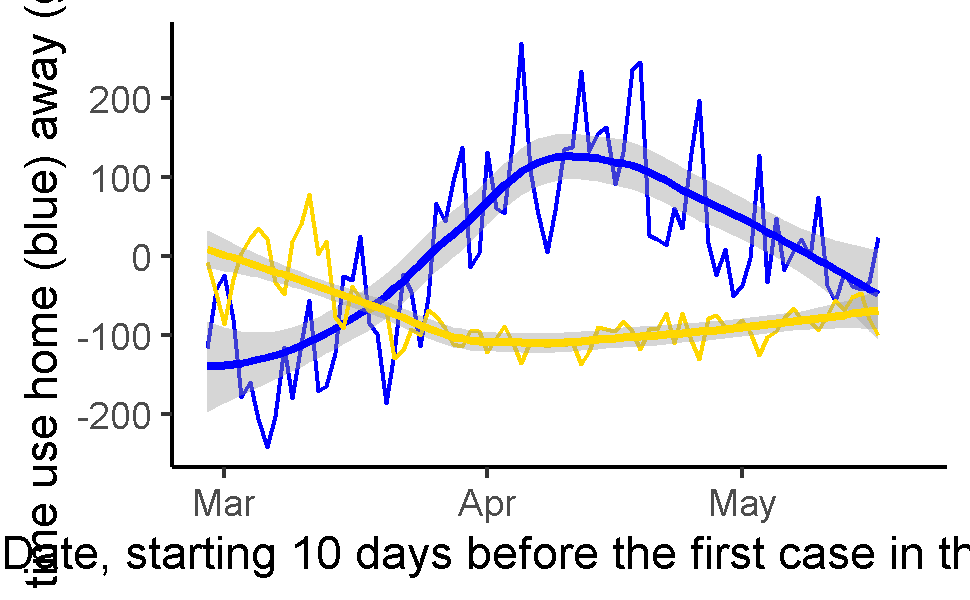 time use home (blue) away (
200
100
0
-100
-200
Mar Apr May
Date, starting 10 days before the first case in th